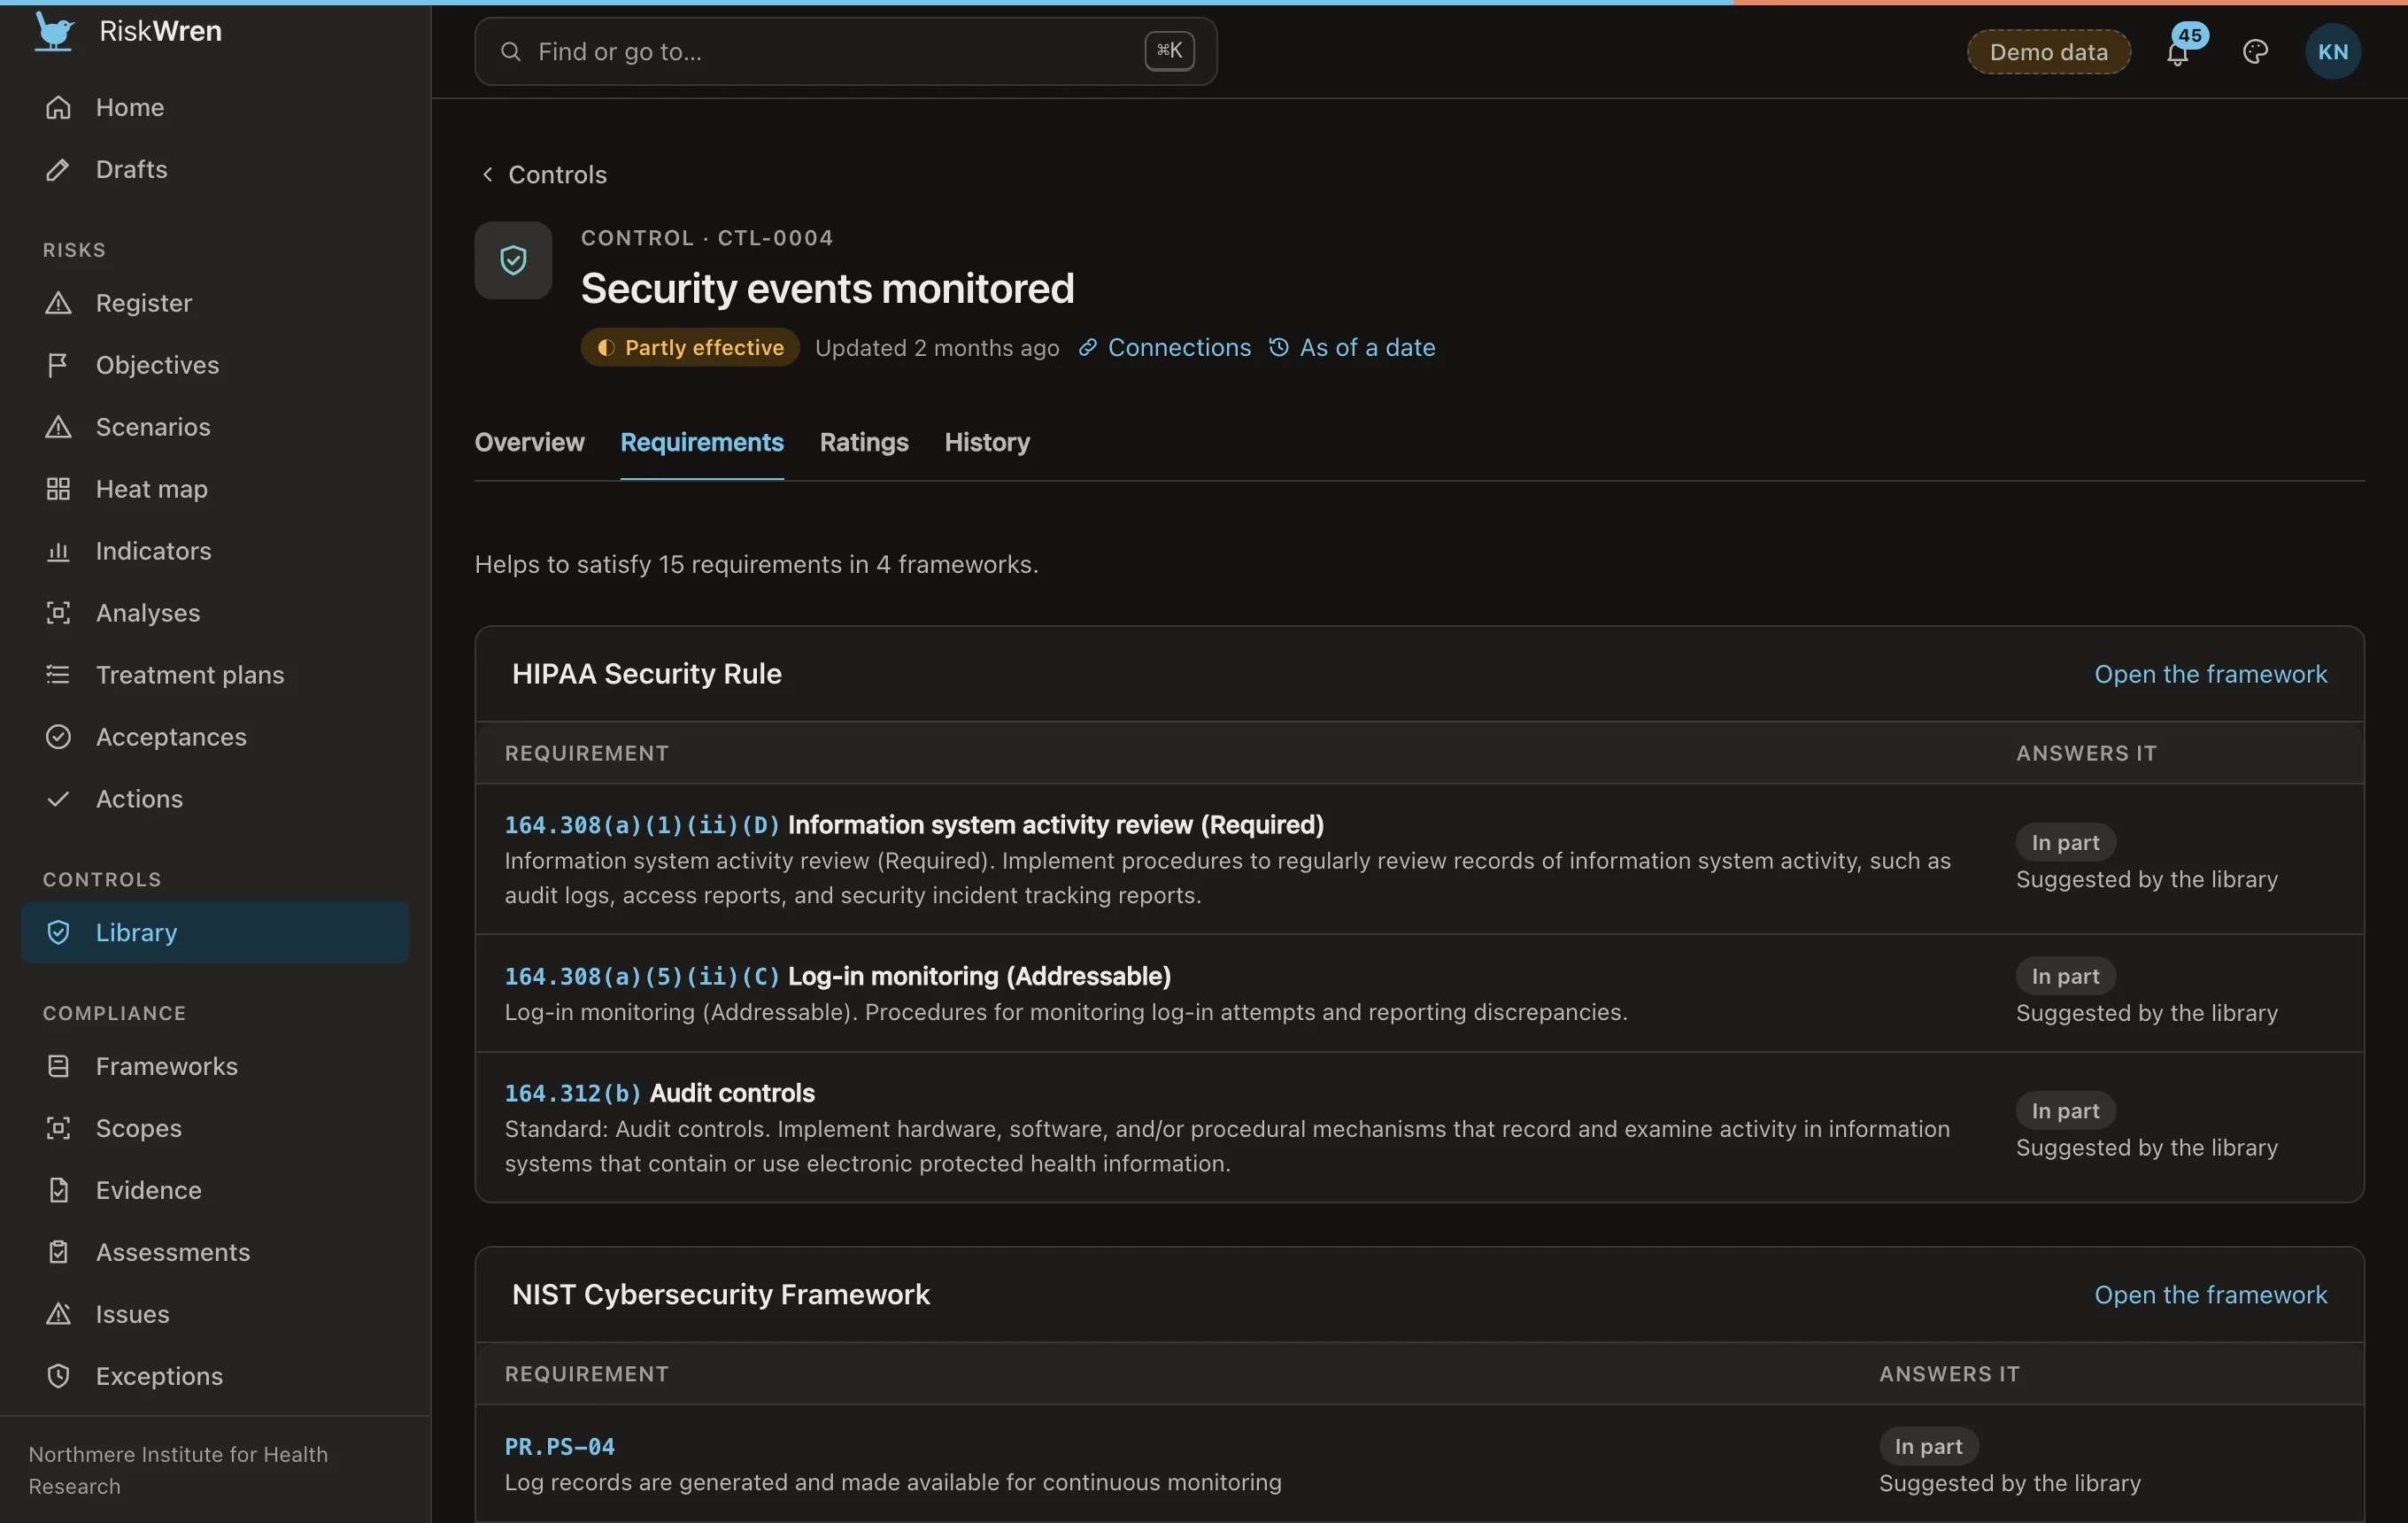 RiskWren
Find or go to...
⌘K
Demo data
45
KN
Home
Drafts
RISKS
Register
Objectives
Scenarios
Heat map
Indicators
Analyses
Treatment plans
Acceptances
Actions
CONTROLS
Library
COMPLIANCE
Frameworks
Scopes
Evidence
Assessments
Issues
Exceptions
Northmere Institute for Health
Research
Controls
CONTROL · CTL-0004
Security events monitored
Partly effective
Updated 2 months ago
Connections
As of a date
Overview
Requirements
Ratings
History
Helps to satisfy 15 requirements in 4 frameworks.
HIPAA Security Rule
Open the framework
REQUIREMENT
ANSWERS IT
164.308(a)(1)(ii)(D) Information system activity review (Required)
Information system activity review (Required). Implement procedures to regularly review records of information system activity, such as
audit logs, access reports, and security incident tracking reports.
In part
Suggested by the library
164.308(a)(5)(ii)(C) Log-in monitoring (Addressable)
Log-in monitoring (Addressable). Procedures for monitoring log-in attempts and reporting discrepancies.
In part
Suggested by the library
164.312(b) Audit controls
Standard: Audit controls. Implement hardware, software, and/or procedural mechanisms that record and examine activity in information
systems that contain or use electronic protected health information.
In part
Suggested by the library
NIST Cybersecurity Framework
Open the framework
REQUIREMENT
ANSWERS IT
PR.PS-04
Log records are generated and made available for continuous monitoring
In part
Suggested by the library